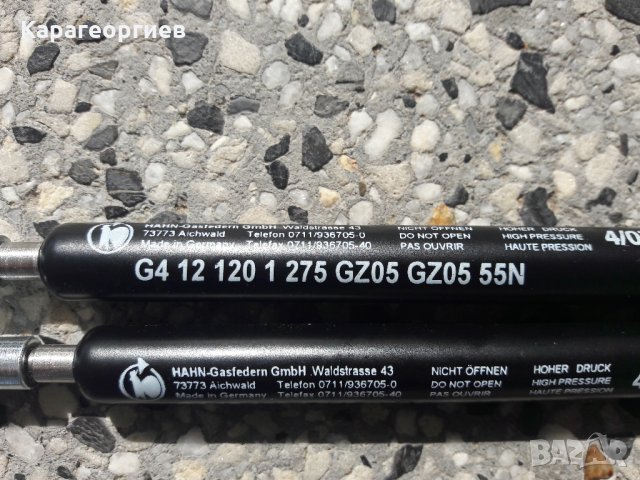 Карагеоргиев
HAHN-Gasfedern GmbH .Waldstrasse 43 NICHT ÖFFNEN HOHER DRUCK
73773 Aichwald Telefon 0711/936705-0 DO NOT OPEN HIGH PRESSURE
Made in Germany Telefax 0711/936705-40 PAS OUVRIR HAUTE PRESSION
G4 12 120 1 275 GZ05 GZ05 55N
HAHN-Gasfedern GmbH .Waldstrasse 43 NICHT ÖFFNEN HOHER DRUCK
73773 Aichwald Telefon 0711/936705-0 DO NOT OPEN HIGH PRESSURE
Made in Germany Telefax 0711/936705-40 PAS OUVRIR HAUTE PRESSION
BAZAR